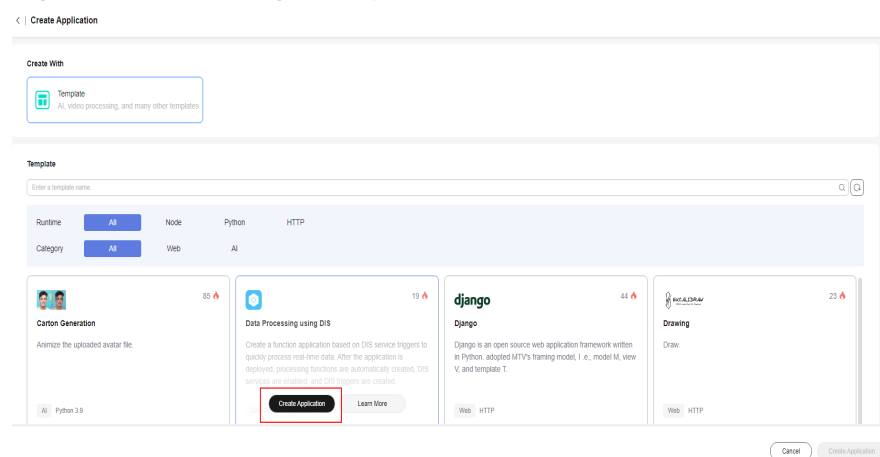 < | Create Application
Create With
Template
AI, video processing, and many other templates
Template
Enter a template name.
Runtime All Node Python HTTP
Category All Web AI
85
Carton Generation
Animize the uploaded avatar file.
AI Python 3.9
19
Data Processing using DIS
Create a function application based on DIS service triggers to
quickly process real-time data. After the application is
deployed, processing functions are automatically created, DIS
services are enabled, and DIS triggers are created.
Create Application Learn More
django 44
Django
Django is an open source web application framework written
in Python. adopted MTV's framing model, I .e., model M, view
V, and template T.
Web HTTP
EXCALIDRAW 23
Drawing
Draw.
Web HTTP
Cancel Create Application